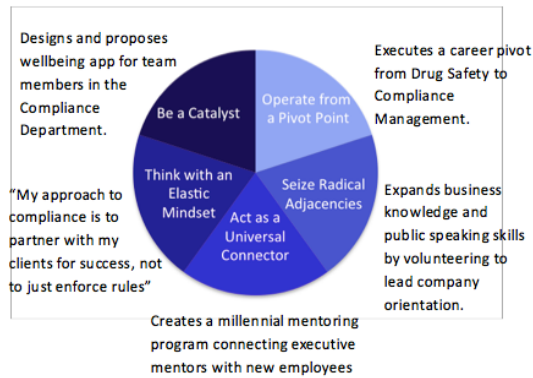 Designs and proposes
wellbeing app for team
members in the
Compliance
Department.
Executes a career pivot
from Drug Safety to
Compliance
Management.
Be a Catalyst
Operate from
a Pivot Point
Think with an
Elastic
Mindset
Seize Radical
Adjacencies
Act as a
Universal
Connector
“My approach to
compliance is to
partner with my
clients for success, not
to just enforce rules”
Expands business
knowledge and
public speaking skills
by volunteering to
lead company
orientation.
Creates a millennial mentoring
program connecting executive
mentors with new employees